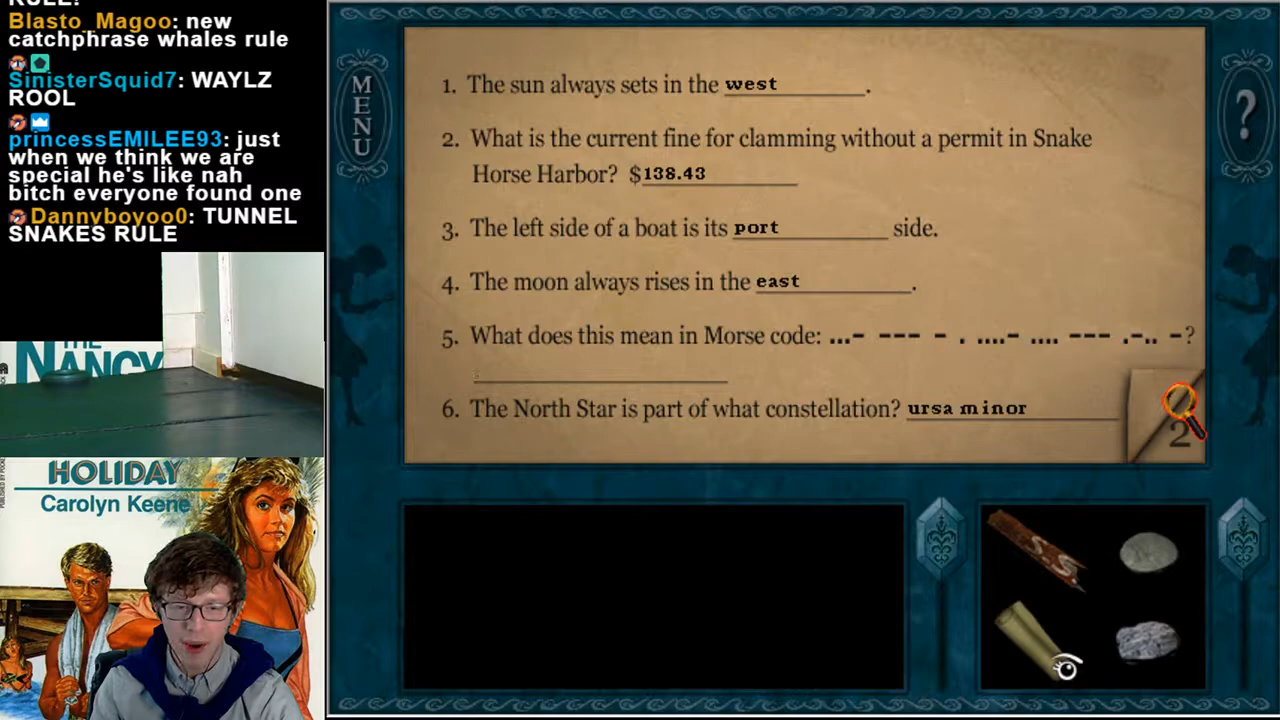 RULE!
Blasto_Magoo: new
catchphrase whales rule
SinisterSquid7: WAYLZ
ROOL
princessEMILEE93: just
when we think we are
special he's like nah
bitch everyone found one
Dannyboyoo0: TUNNEL
SNAKES RULE
THE
NANCY
HOLIDAY
Carolyn Keene
MENU
1. The sun always sets in the west.
2. What is the current fine for clamming without a permit in Snake
Horse Harbor? $138.43
3. The left side of a boat is its port side.
4. The moon always rises in the east.
5. What does this mean in Morse code: ...- --- - . ....- .... --- .-.. -?
6. The North Star is part of what constellation? ursa minor
2
?